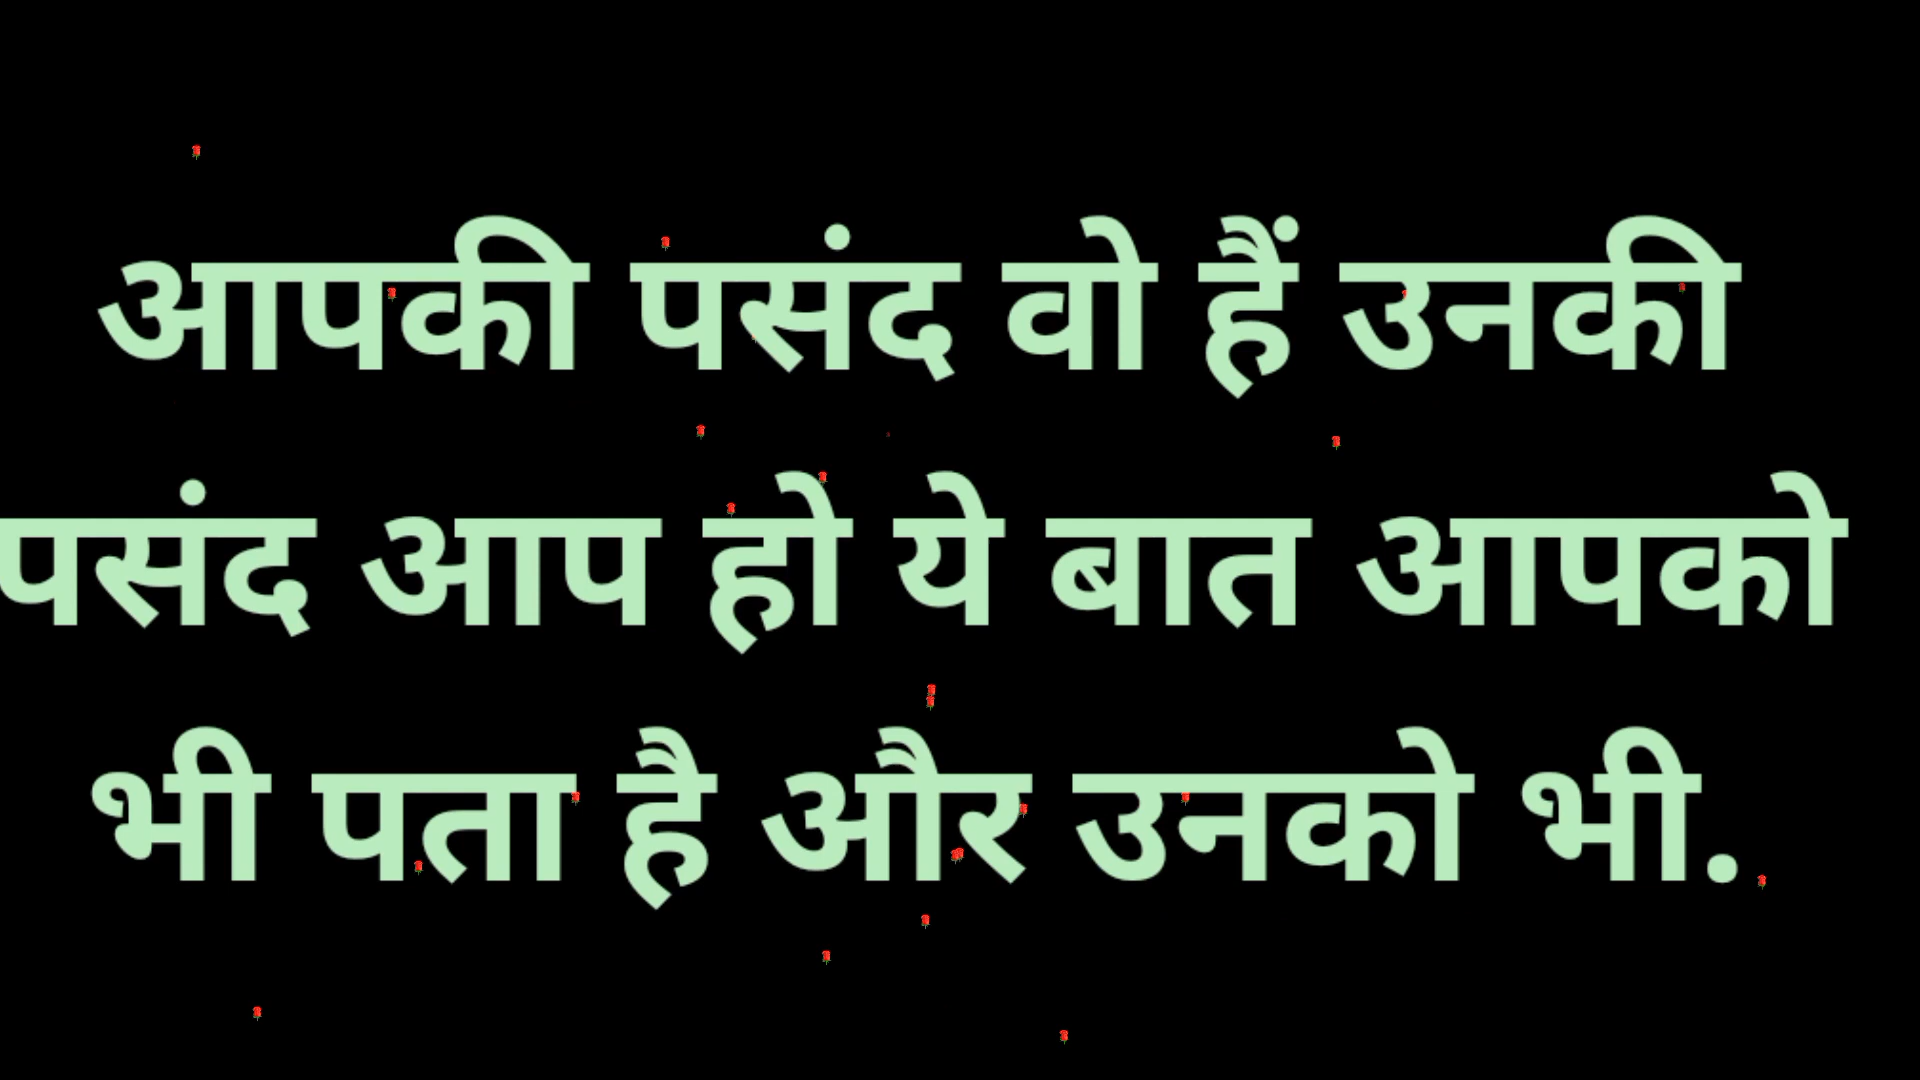 आपकी पसंद वो हैं उनकी
पसंद आप हो ये बात आपको
भी पता है और उनको भी.